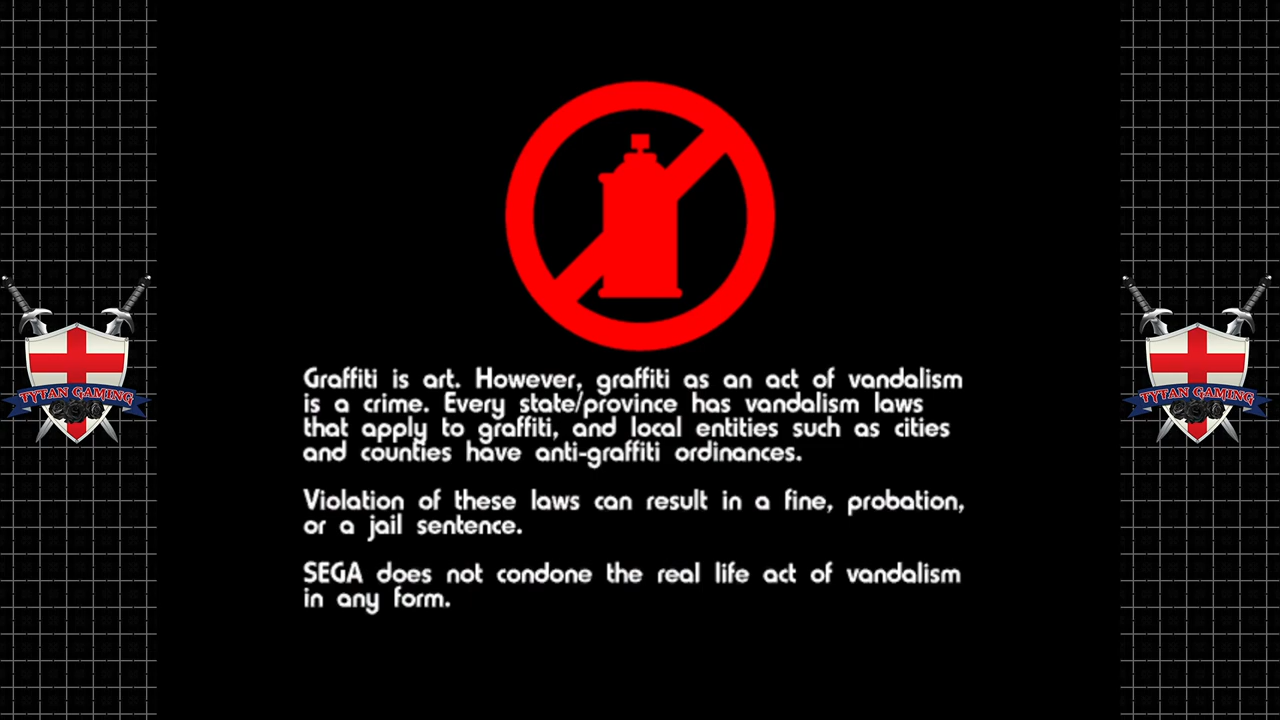 Graffiti is art. However, graffiti as an act of vandalism
is a crime. Every state/province has vandalism laws
that apply to graffiti, and local entities such as cities
and counties have anti-graffiti ordinances.
Violation of these laws can result in a fine, probation,
or a jail sentence.
SEGA does not condone the real life act of vandalism
in any form.
TYTAN GAMING
TYTAN GAMING